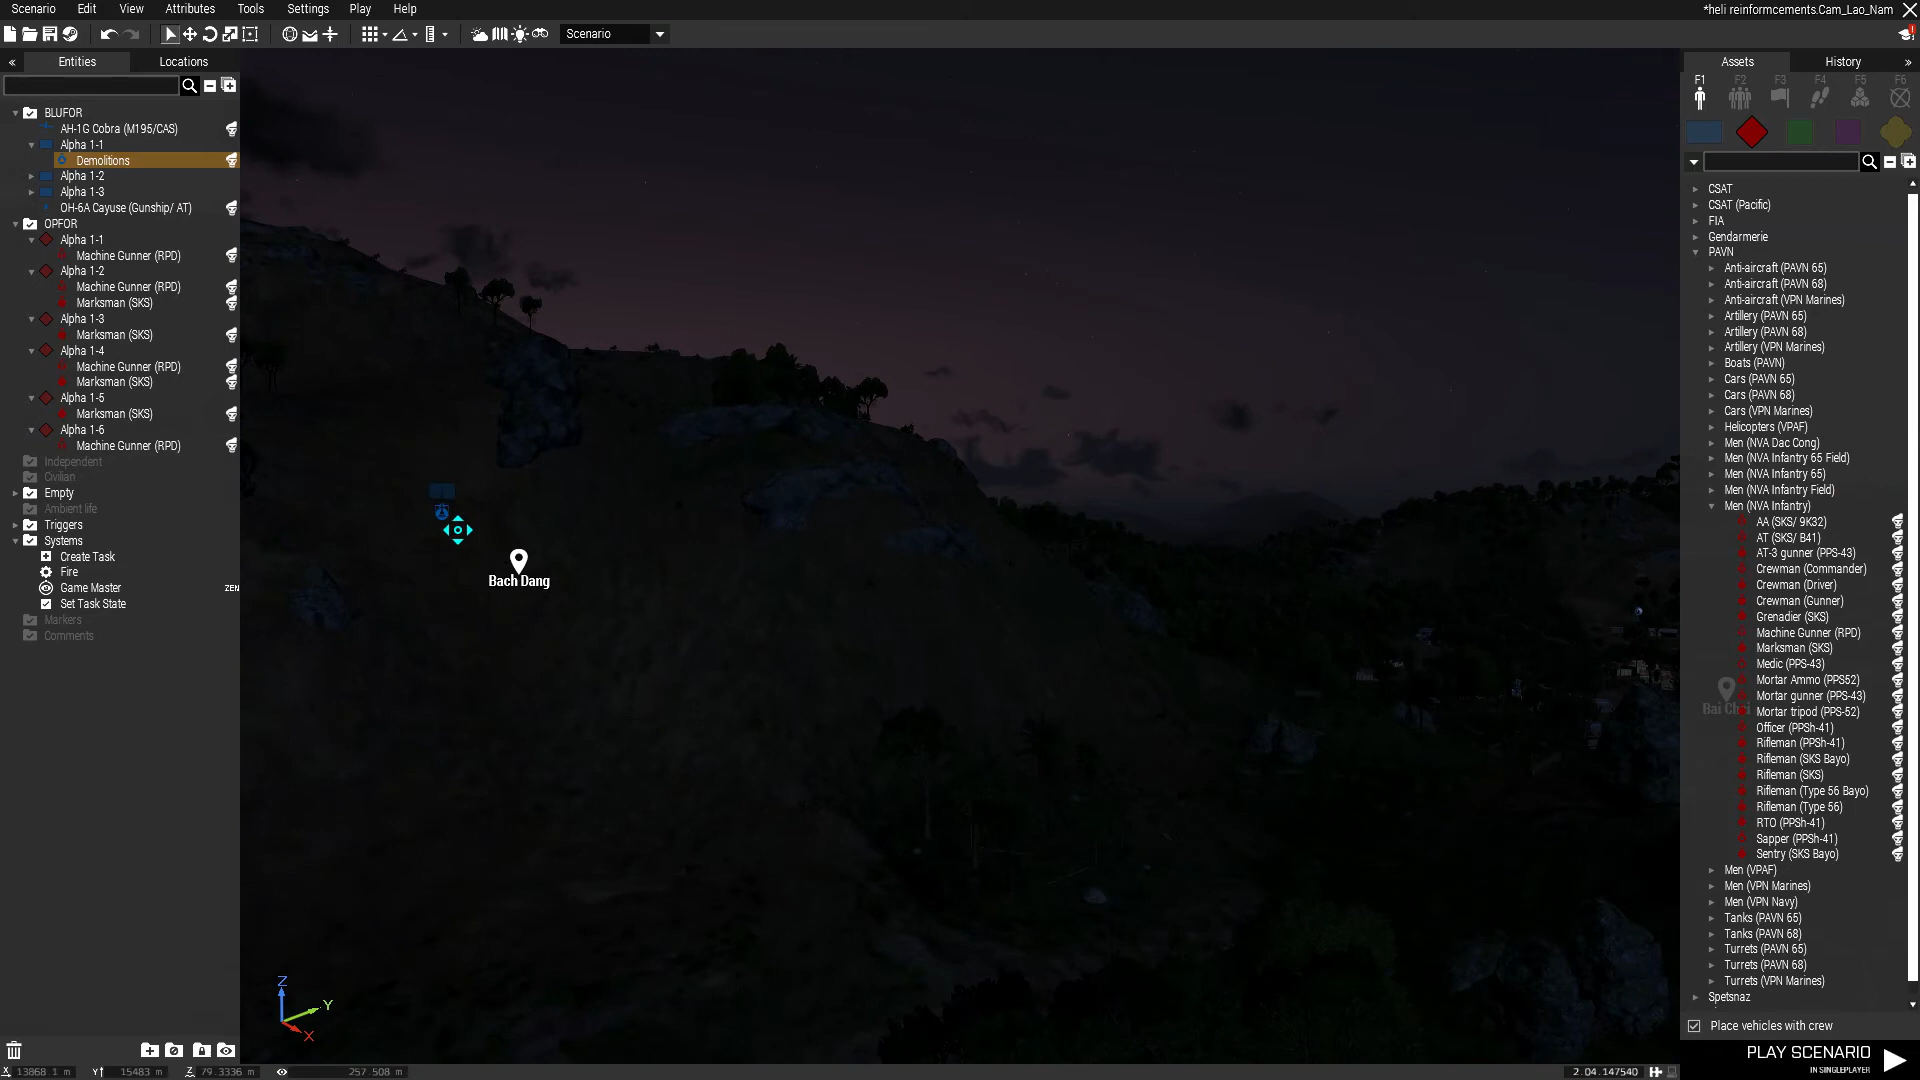 Scenario Edit View Attributes Tools Settings Play Help
*heli reinformcements.Cam_Lao_Nam
Scenario
Entities Locations
BLUFOR
AH-1G Cobra (M195/CAS)
Alpha 1-1
Demolitions
Alpha 1-2
Alpha 1-3
OH-6A Cayuse (Gunship/ AT)
OPFOR
Alpha 1-1
Machine Gunner (RPD)
Alpha 1-2
Machine Gunner (RPD)
Marksman (SKS)
Alpha 1-3
Marksman (SKS)
Alpha 1-4
Machine Gunner (RPD)
Marksman (SKS)
Alpha 1-5
Marksman (SKS)
Alpha 1-6
Machine Gunner (RPD)
Independent
Civilian
Empty
Ambient life
Triggers
Systems
Create Task
Fire
Game Master ZEN
Set Task State
Markers
Comments
Bach Dang
Z
Y
X
X 13868.1 m Y 15483 m Z 79.3336 m 257.508 m
Assets History
F1 F2 F3 F4 F5 F6
CSAT
CSAT (Pacific)
FIA
Gendarmerie
PAVN
Anti-aircraft (PAVN 65)
Anti-aircraft (PAVN 68)
Anti-aircraft (VPN Marines)
Artillery (PAVN 65)
Artillery (PAVN 68)
Artillery (VPN Marines)
Boats (PAVN)
Cars (PAVN 65)
Cars (PAVN 68)
Cars (VPN Marines)
Helicopters (VPAF)
Men (NVA Dac Cong)
Men (NVA Infantry 65 Field)
Men (NVA Infantry 65)
Men (NVA Infantry Field)
Men (NVA Infantry)
AA (SKS/ 9K32)
AT (SKS/ B41)
AT-3 gunner (PPS-43)
Crewman (Commander)
Crewman (Driver)
Crewman (Gunner)
Grenadier (SKS)
Machine Gunner (RPD)
Marksman (SKS)
Medic (PPS-43)
Mortar Ammo (PPS52)
Mortar gunner (PPS-43)
Mortar tripod (PPS-52)
Officer (PPSh-41)
Rifleman (PPSh-41)
Rifleman (SKS Bayo)
Rifleman (SKS)
Rifleman (Type 56 Bayo)
Rifleman (Type 56)
RTO (PPSh-41)
Sapper (PPSh-41)
Sentry (SKS Bayo)
Men (VPAF)
Men (VPN Marines)
Men (VPN Navy)
Tanks (PAVN 65)
Tanks (PAVN 68)
Turrets (PAVN 65)
Turrets (PAVN 68)
Turrets (VPN Marines)
Spetsnaz
Place vehicles with crew
PLAY SCENARIO
IN SINGLEPLAYER
2.04.147540